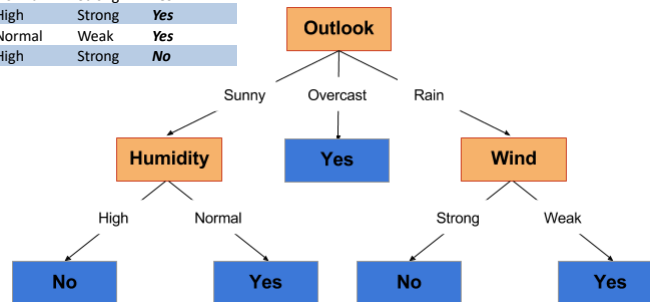 High Strong Yes
Normal Weak Yes
High Strong No
Outlook
Sunny Overcast Rain
Humidity Yes Wind
High Normal Strong Weak
No Yes No Yes